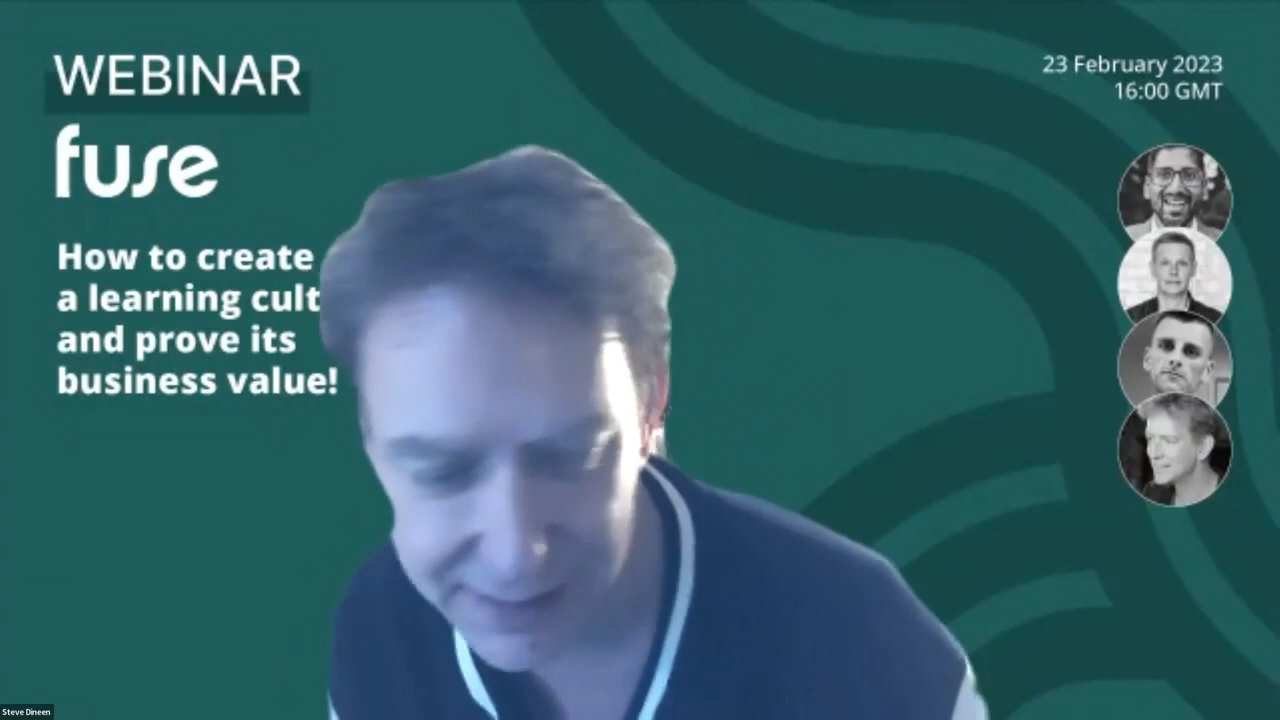 WEBINAR
fuse
How to create
a learning cult
and prove its
business value!
23 February 2023
16:00 GMT
Steve Dineen